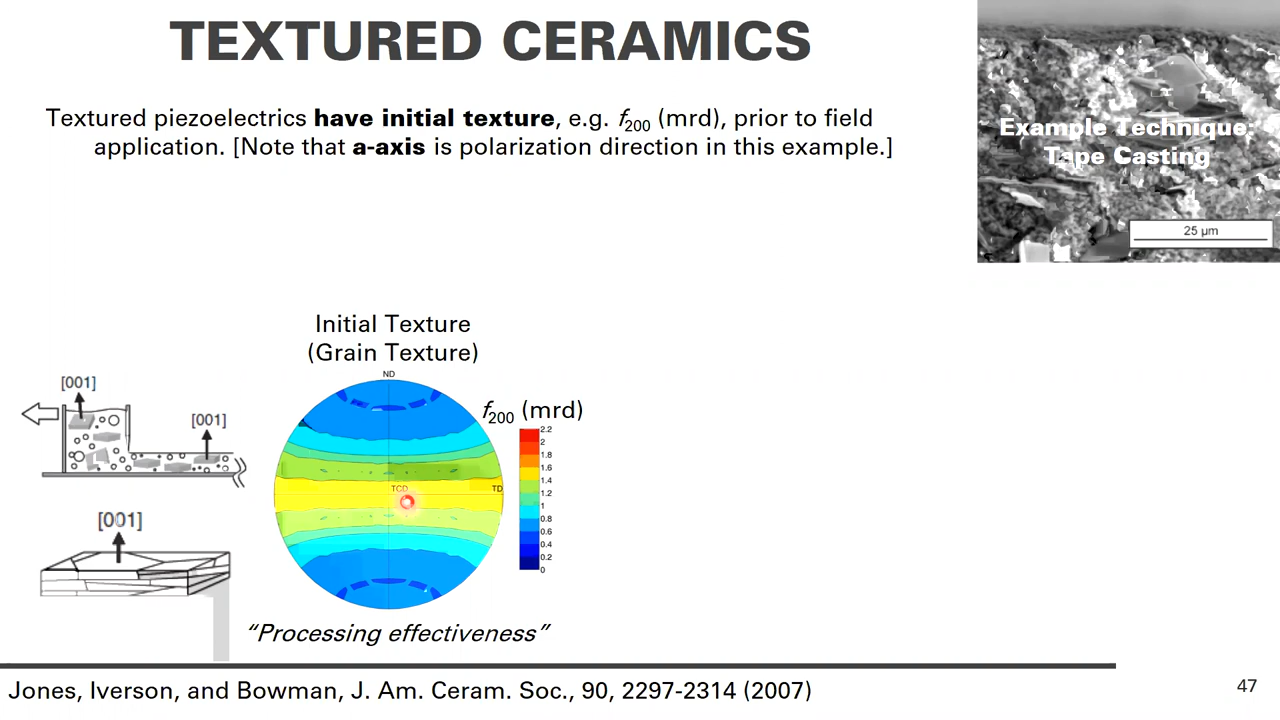 TEXTURED CERAMICS
Textured piezoelectrics have initial texture, e.g. f200 (mrd), prior to field
application. [Note that a-axis is polarization direction in this example.]
Example Technique:
Tape Casting
25 µm
Initial Texture
(Grain Texture)
ND
[001]
[001]
f200 (mrd)
2.2
2
1.8
1.6
1.4
1.2
1
0.8
0.6
0.4
0.2
0
TCD
TD
[001]
“Processing effectiveness”
Jones, Iverson, and Bowman, J. Am. Ceram. Soc., 90, 2297-2314 (2007)
47